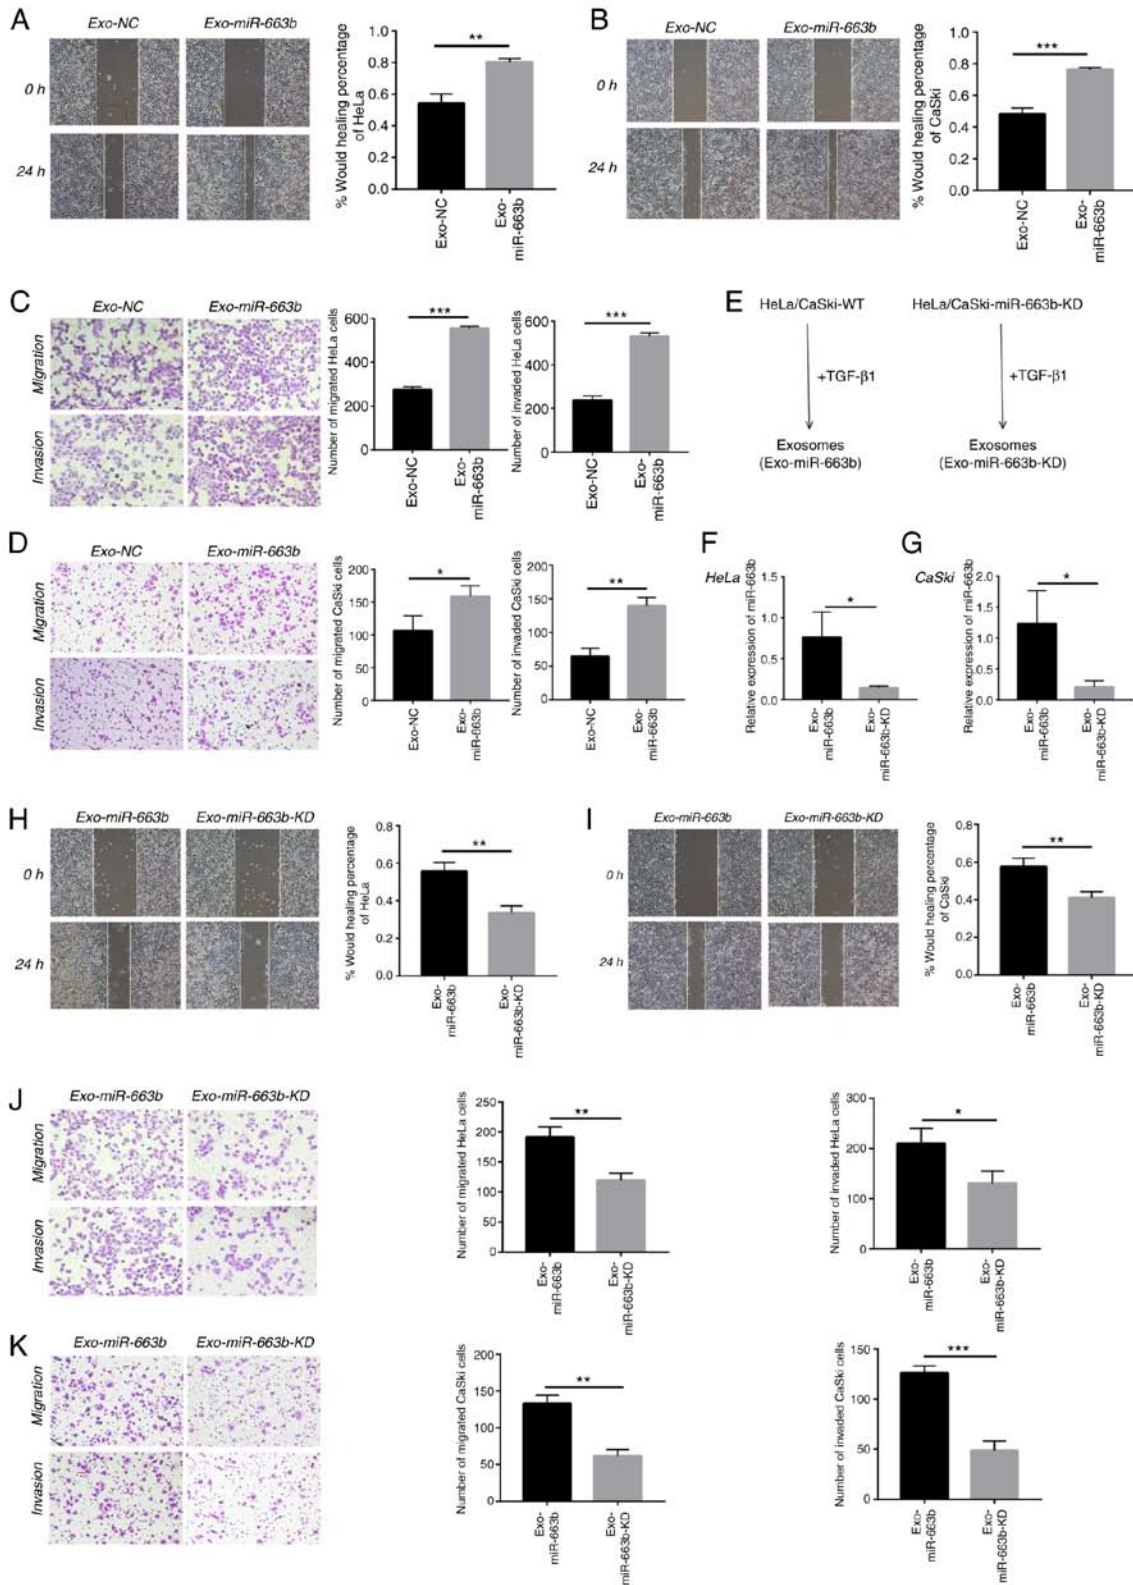 A
Exo-NC
Exo-miR-663b
0 h
24 h
% Would healing percentage
of HeLa
1.0
0.8
0.6
0.4
0.2
0.0
**
Exo-NC
Exo-
miR-663b
B
Exo-NC
Exo-miR-663b
0 h
24 h
% Would healing percentage
of CaSki
1.0
0.8
0.6
0.4
0.2
0.0
***
Exo-NC
Exo-
miR-663b
C
Exo-NC
Exo-miR-663b
Migration
Invasion
Number of migrated HeLa cells
600
400
200
0
***
Exo-NC
Exo-
miR-663b
Number of invaded HeLa cells
600
400
200
0
***
Exo-NC
Exo-
miR-663b
E
HeLa/CaSki-WT
HeLa/CaSki-miR-663b-KD
+TGF-β1
+TGF-β1
Exosomes
(Exo-miR-663b)
Exosomes
(Exo-miR-663b-KD)
D
Exo-NC
Exo-miR-663b
Migration
Invasion
Number of migrated CaSki cells
200
150
100
50
0
*
Exo-NC
Exo-
miR-663b
Number of invaded CaSki cells
200
150
100
50
0
**
Exo-NC
Exo-
miR-663b
F
HeLa
Relative expression of miR-663b
1.5
1.0
0.5
0.0
*
Exo-
miR-663b
Exo-
miR-663b-KD
G
CaSki
Relative expression of miR-663b
2.0
1.5
1.0
0.5
0.0
*
Exo-
miR-663b
Exo-
miR-663b-KD
H
Exo-miR-663b
Exo-miR-663b-KD
0 h
24 h
% Would healing percentage
of HeLa
0.8
0.6
0.4
0.2
0.0
**
Exo-
miR-663b
Exo-
miR-663b-KD
I
Exo-miR-663b
Exo-miR-663b-KD
0 h
24 h
% Would healing percentage
of CaSki
0.8
0.6
0.4
0.2
0.0
**
Exo-
miR-663b
Exo-
miR-663b-KD
J
Exo-miR-663b
Exo-miR-663b-KD
Migration
Invasion
Number of migrated HeLa cells
250
200
150
100
50
0
**
Exo-
miR-663b
Exo-
miR-663b-KD
Number of invaded HeLa cells
300
200
100
0
*
Exo-
miR-663b
Exo-
miR-663b-KD
K
Exo-miR-663b
Exo-miR-663b-KD
Migration
Invasion
Number of migrated CaSki cells
200
150
100
50
0
**
Exo-
miR-663b
Exo-
miR-663b-KD
Number of invaded CaSki cells
150
100
50
0
***
Exo-
miR-663b
Exo-
miR-663b-KD